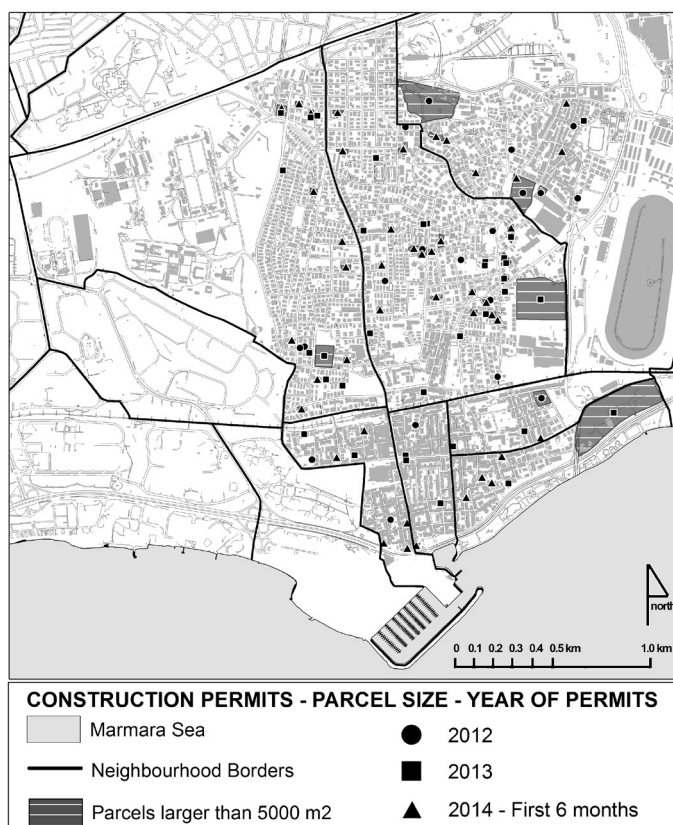 north
0 0.1 0.2 0.3 0.4 0.5 km 1.0 km
CONSTRUCTION PERMITS - PARCEL SIZE - YEAR OF PERMITS
Marmara Sea
2012
Neighbourhood Borders
2013
Parcels larger than 5000 m2
2014 - First 6 months